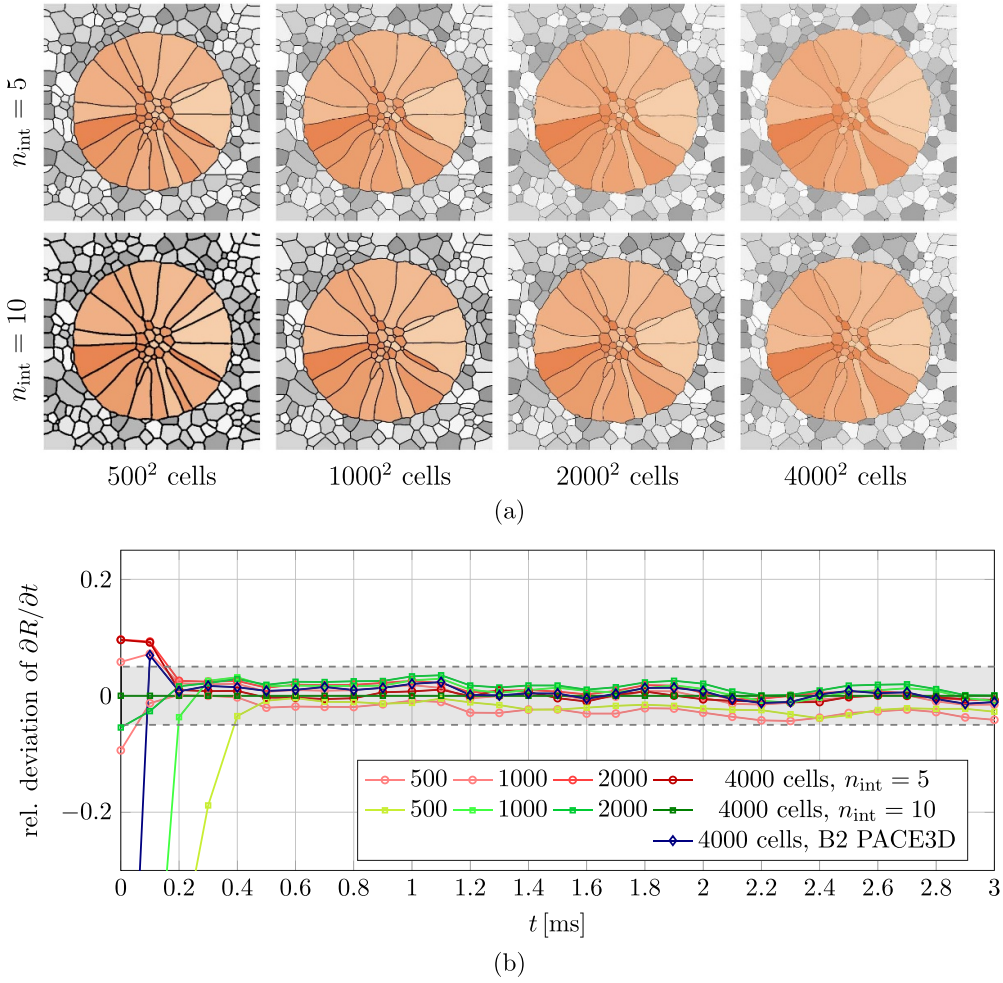 n_int = 5
n_int = 10
500² cells 1000² cells 2000² cells 4000² cells
(a)
rel. deviation of ∂R/∂t
0.2
0
−0.2
500 1000 2000 4000 cells, n_int = 5
500 1000 2000 4000 cells, n_int = 10
4000 cells, B2 PACE3D
0 0.2 0.4 0.6 0.8 1 1.2 1.4 1.6 1.8 2 2.2 2.4 2.6 2.8 3
t [ms]
(b)